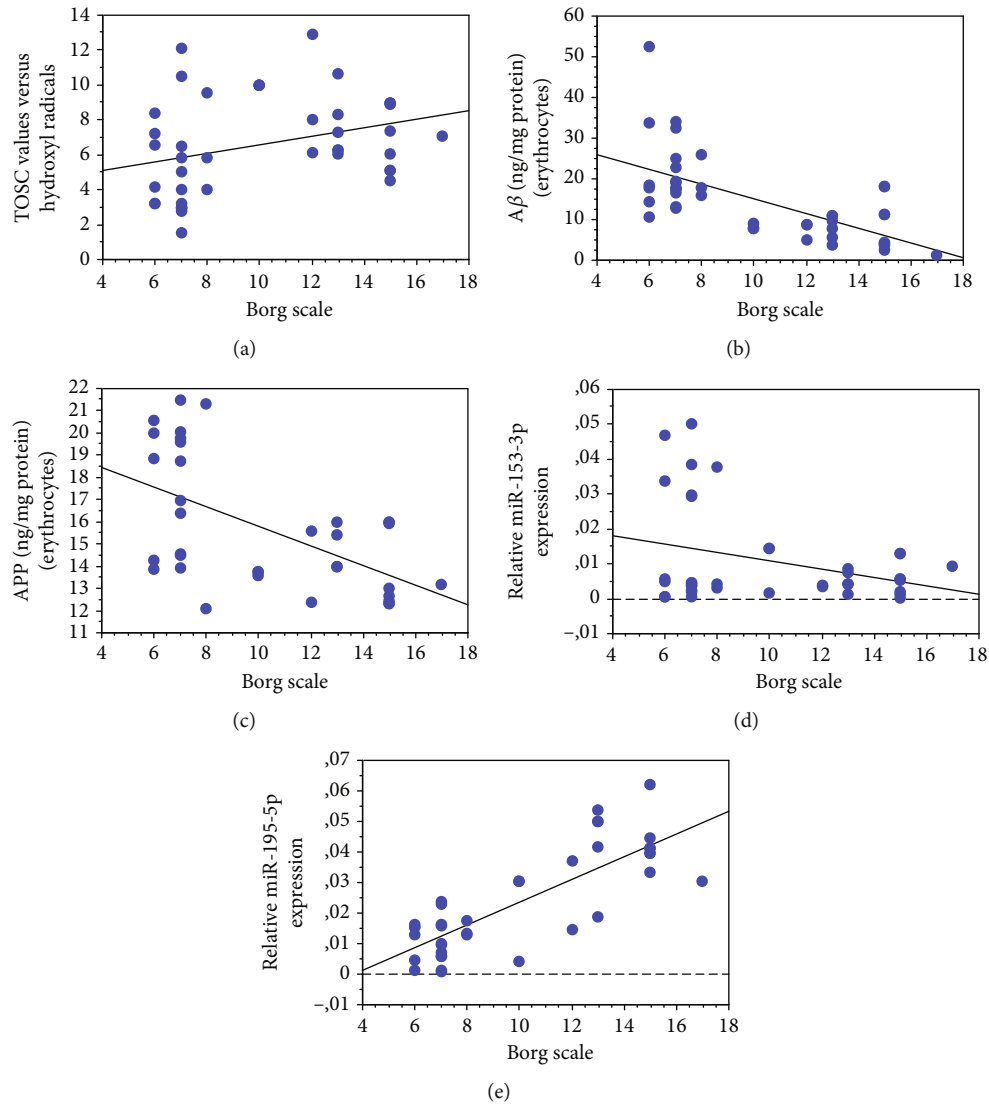 14
12
10
8
6
4
2
0
TOSC values versus
hydroxyl radicals
4 6 8 10 12 14 16 18
Borg scale
(a)
60
50
40
30
20
10
0
Aβ (ng/mg protein)
(erythrocytes)
4 6 8 10 12 14 16 18
Borg scale
(b)
22
21
20
19
18
17
16
15
14
13
12
11
APP (ng/mg protein)
(erythrocytes)
4 6 8 10 12 14 16 18
Borg scale
(c)
,06
,05
,04
,03
,02
,01
0
–,01
Relative miR-153-3p
expression
4 6 8 10 12 14 16 18
Borg scale
(d)
,07
,06
,05
,04
,03
,02
,01
0
–,01
Relative miR-195-5p
expression
4 6 8 10 12 14 16 18
Borg scale
(e)